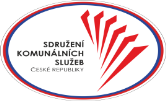 SDRUŽENÍ
KOMUNÁLNÍCH
SLUŽEB
ČESKÉ REPUBLIKY